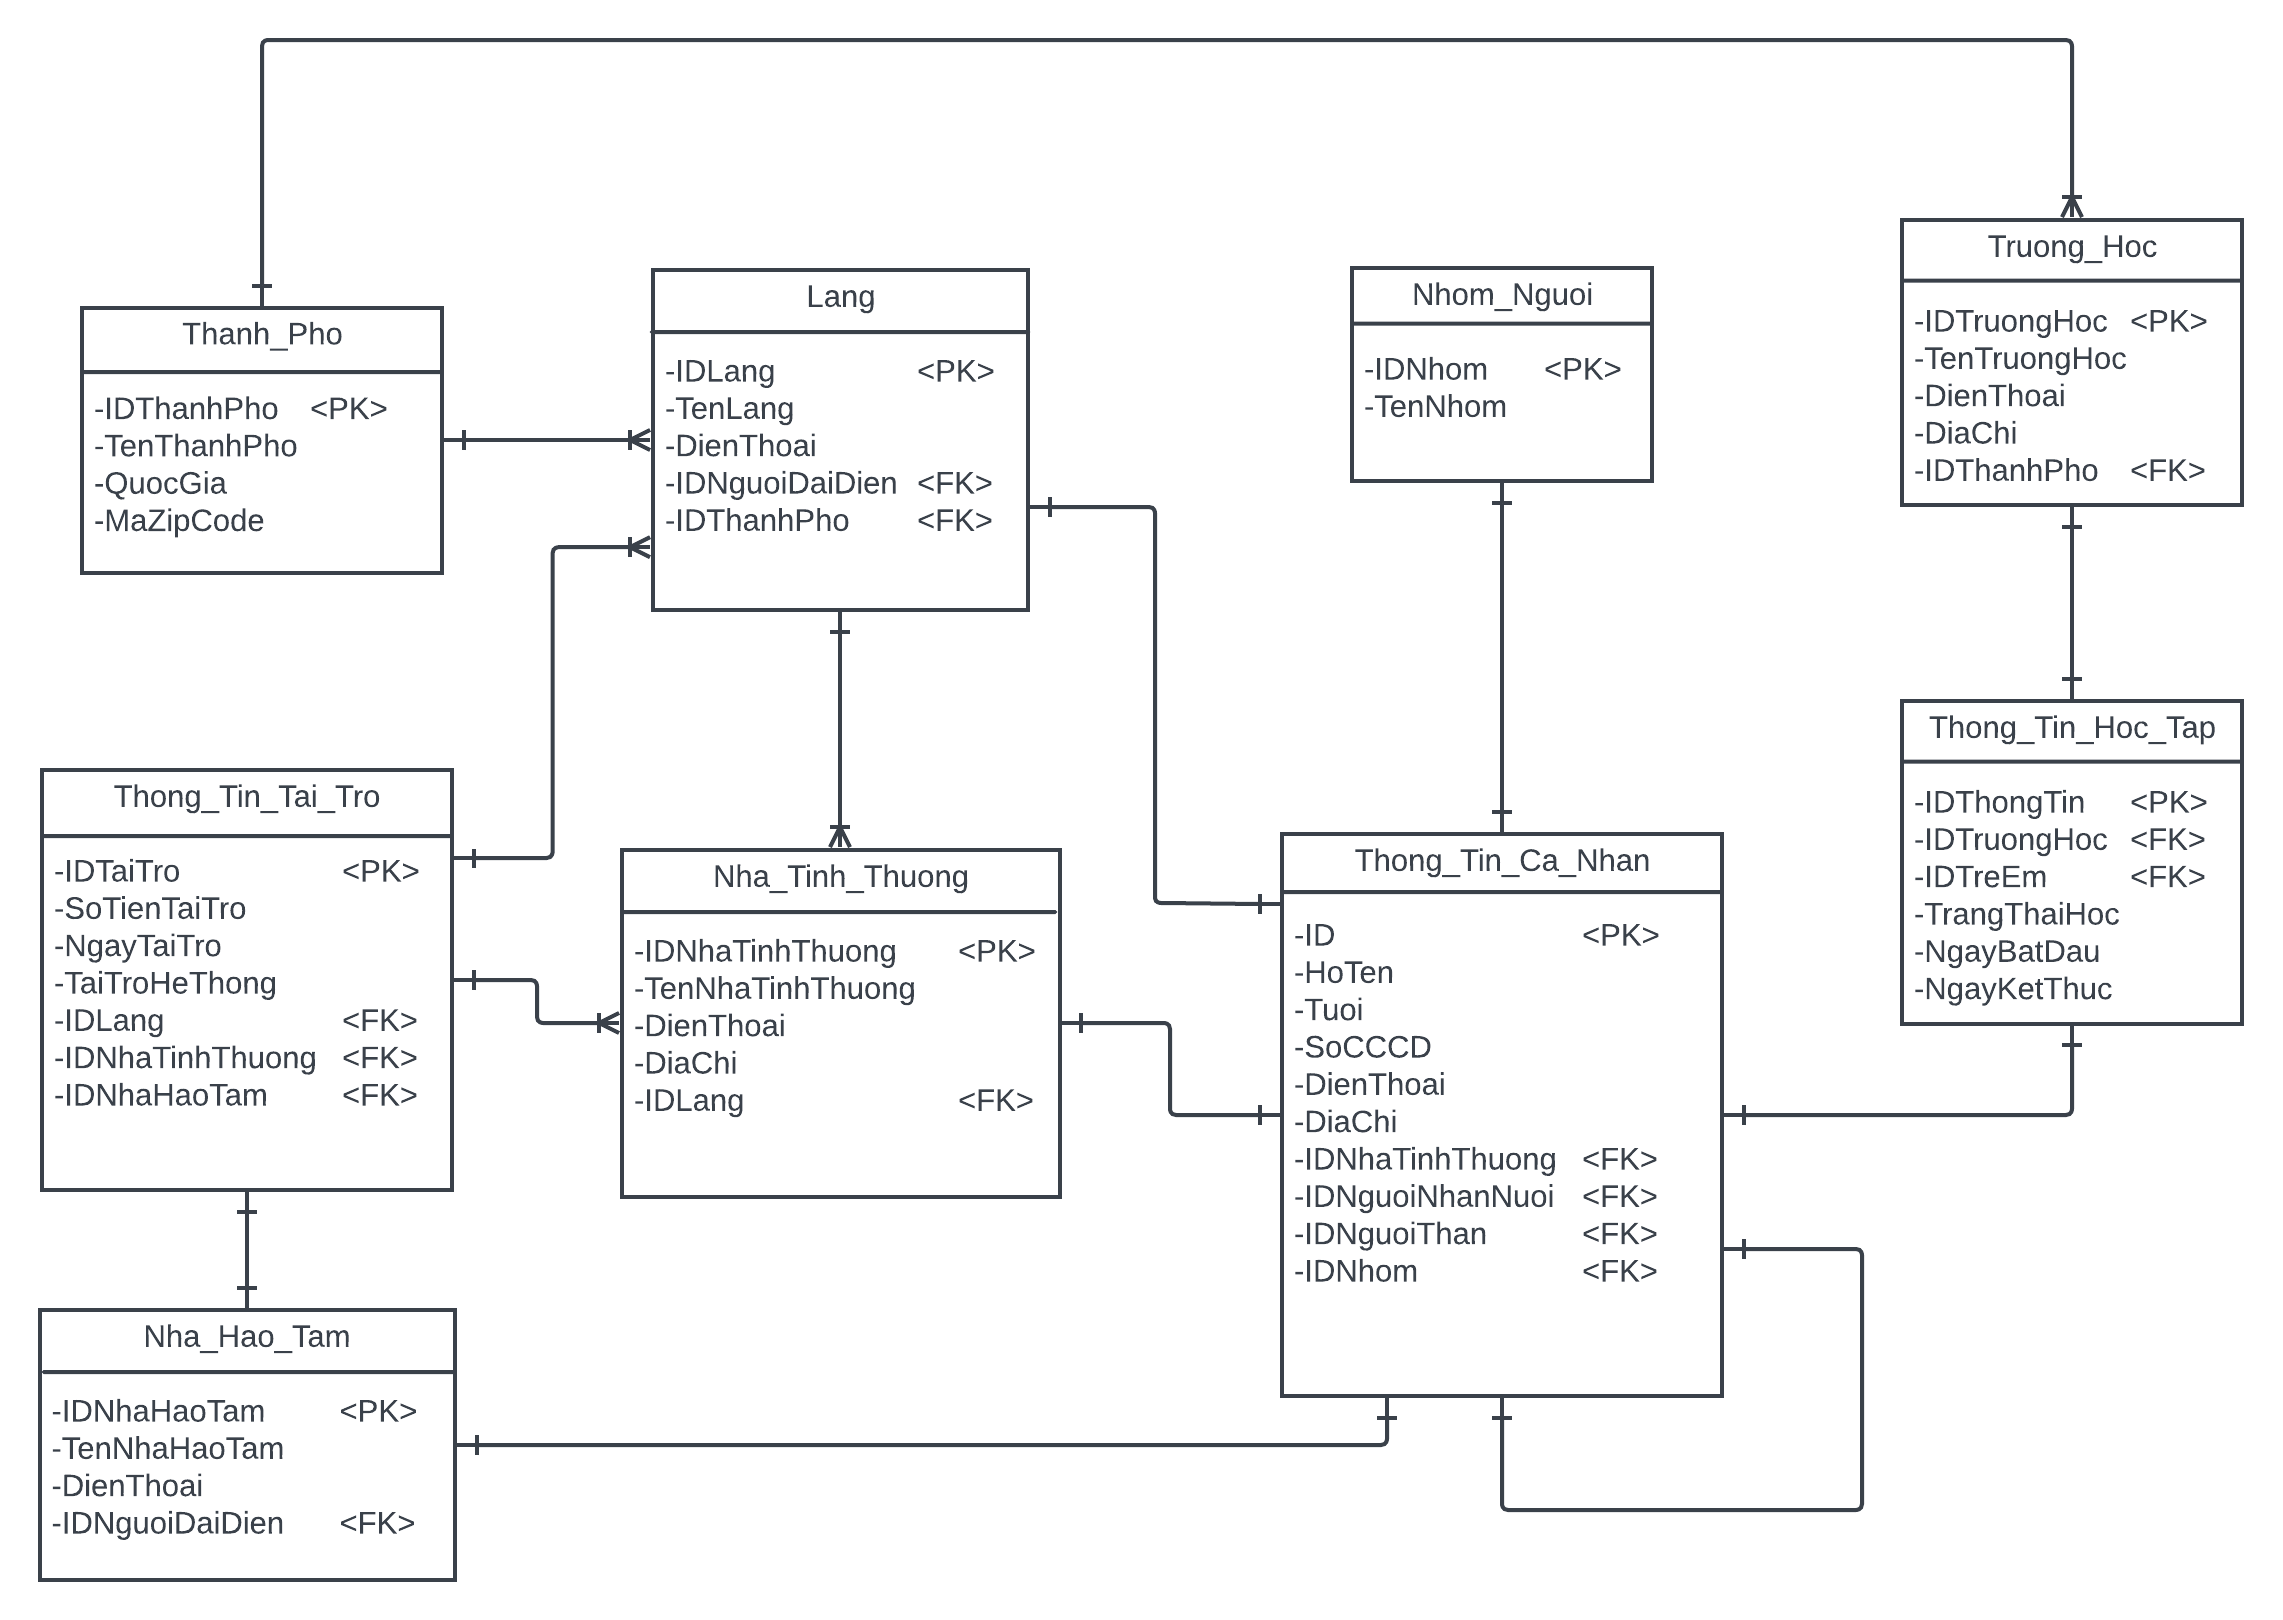 Thanh_Pho
-IDThanhPho <PK>
-TenThanhPho
-QuocGia
-MaZipCode
Lang
-IDLang <PK>
-TenLang
-DienThoai
-IDNguoiDaiDien <FK>
-IDThanhPho <FK>
Nhom_Nguoi
-IDNhom <PK>
-TenNhom
Truong_Hoc
-IDTruongHoc <PK>
-TenTruongHoc
-DienThoai
-DiaChi
-IDThanhPho <FK>
Thong_Tin_Tai_Tro
-IDTaiTro <PK>
-SoTienTaiTro
-NgayTaiTro
-TaiTroHeThong
-IDLang <FK>
-IDNhaTinhThuong <FK>
-IDNhaHaoTam <FK>
Nha_Tinh_Thuong
-IDNhaTinhThuong <PK>
-TenNhaTinhThuong
-DienThoai
-DiaChi
-IDLang <FK>
Thong_Tin_Ca_Nhan
-ID <PK>
-HoTen
-Tuoi
-SoCCCD
-DienThoai
-DiaChi
-IDNhaTinhThuong <FK>
-IDNguoiNhanNuoi <FK>
-IDNguoiThan <FK>
-IDNhom <FK>
Thong_Tin_Hoc_Tap
-IDThongTin <PK>
-IDTruongHoc <FK>
-IDTreEm <FK>
-TrangThaiHoc
-NgayBatDau
-NgayKetThuc
Nha_Hao_Tam
-IDNhaHaoTam <PK>
-TenNhaHaoTam
-DienThoai
-IDNguoiDaiDien <FK>